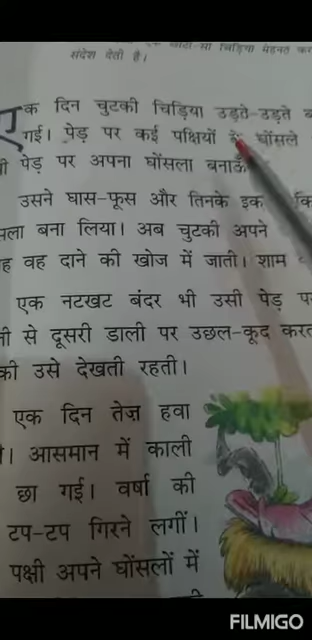 संदेश देती है।
क दिन चुटकी चिड़िया उड़ते-उड़ते
गई। पेड़ पर कई पक्षियों के घोंसले
पेड़ पर अपना घोंसला बनाऊँ
उसने घास-फूस और तिनके इक
सला बना लिया। अब चुटकी अपने
ह वह दाने की खोज में जाती। शाम
एक नटखट बंदर भी उसी पेड़ प
से दूसरी डाली पर उछल-कूद करत
की उसे देखती रहती।
एक दिन तेज़ हवा
। आसमान में काली
छा गई। वर्षा की
टप-टप गिरने लगीं।
पक्षी अपने घोंसलों में
FILMIGO